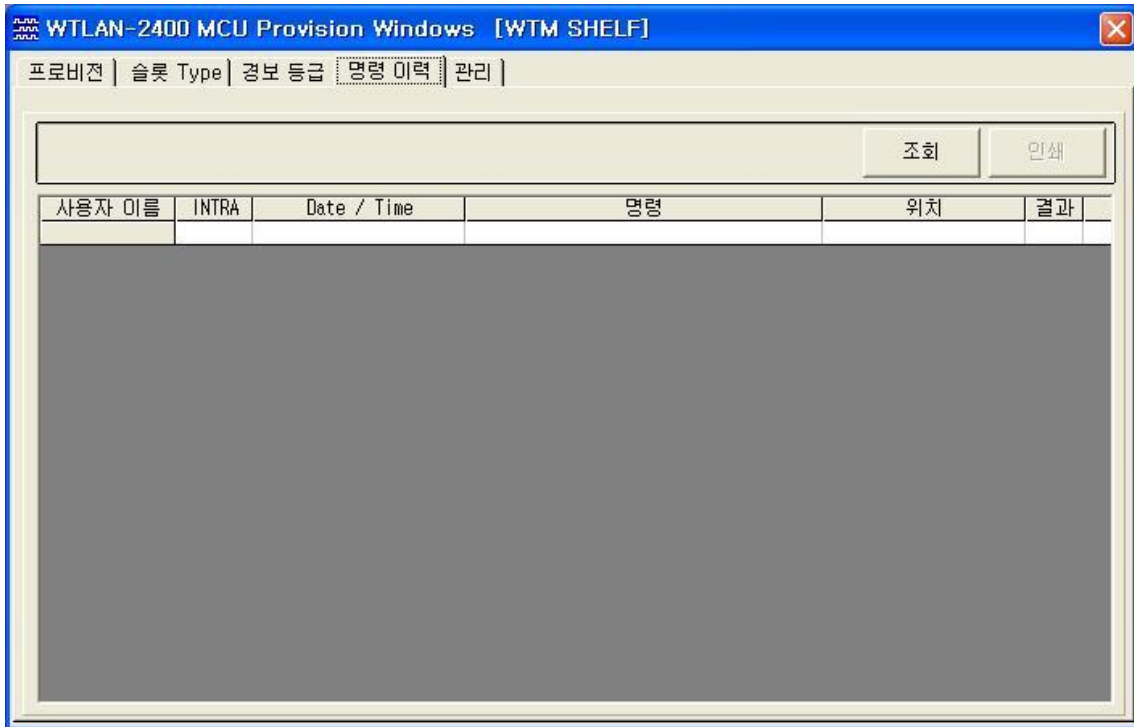 WTLAN-2400 MCU Provision Windows [WTM SHELF]
프로비젼 슬롯 Type 경보 등급 명령 이력 관리
조회 인쇄
사용자 이름 INTRA Date / Time 명령 위치 결과